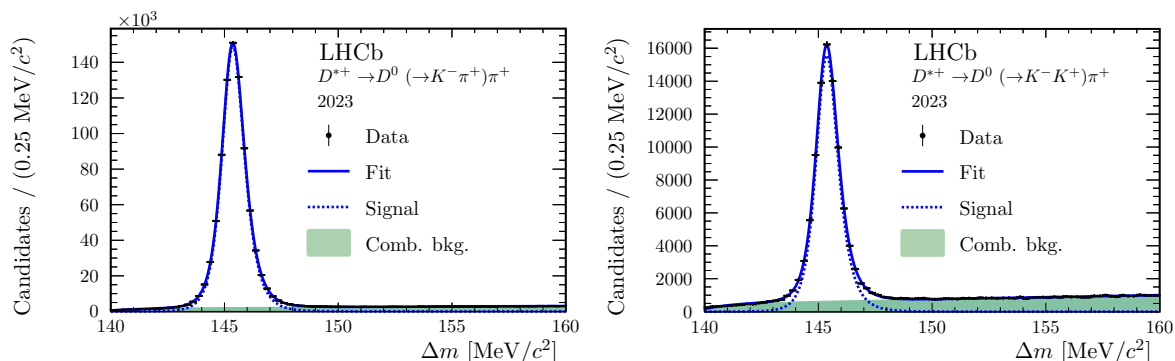 ×10³
160
140
120
100
80
60
40
20
0
Candidates / (0.25 MeV/c²)
LHCb
D*⁺ →D⁰ (→K⁻π⁺)π⁺
2023
Data
Fit
Signal
Comb. bkg.
140 145 150 155 160
Δm [MeV/c²]
16000
14000
12000
10000
8000
6000
4000
2000
0
Candidates / (0.25 MeV/c²)
LHCb
D*⁺ →D⁰ (→K⁻K⁺)π⁺
2023
Data
Fit
Signal
Comb. bkg.
140 145 150 155 160
Δm [MeV/c²]